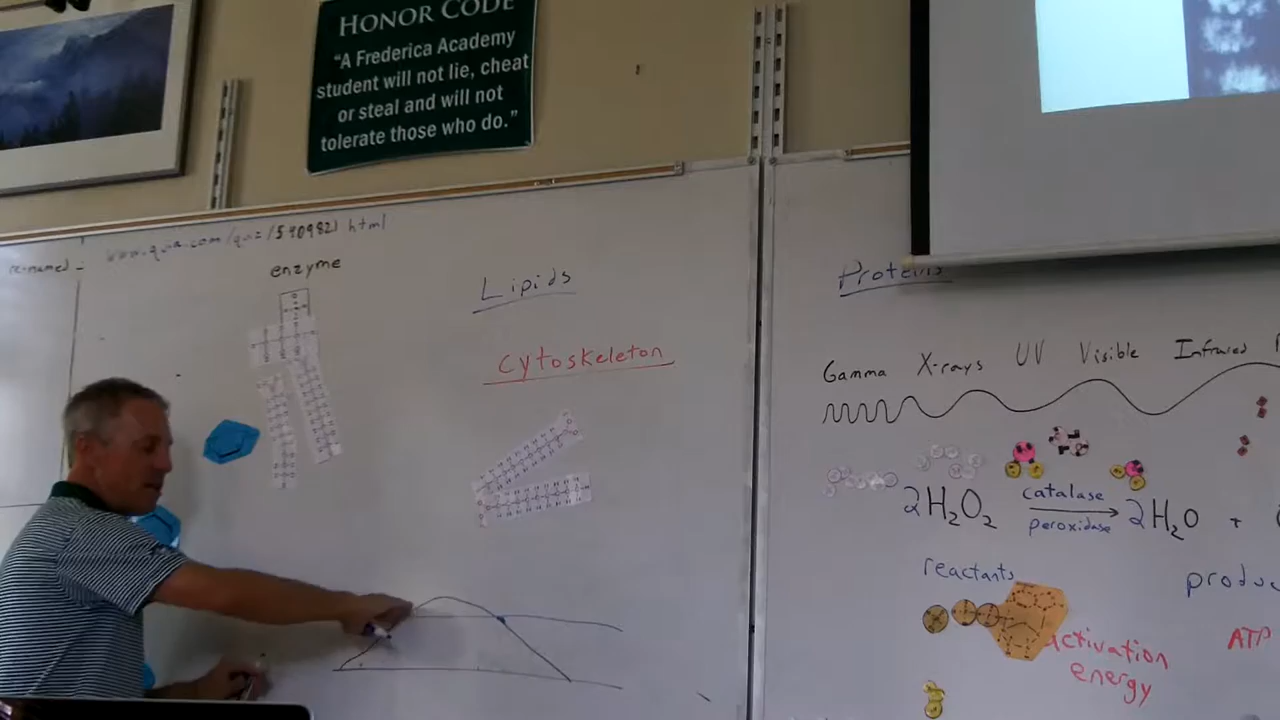 HONOR CODE
"A Frederica Academy
student will not lie, cheat
or steal and will not
tolerate those who do."
enzyme
Lipids
Cytoskeleton
Proteins
Gamma X-rays UV Visible Infrared
2H₂O₂ catalase peroxidase 2H₂O +
reactants
Activation
energy
ATP